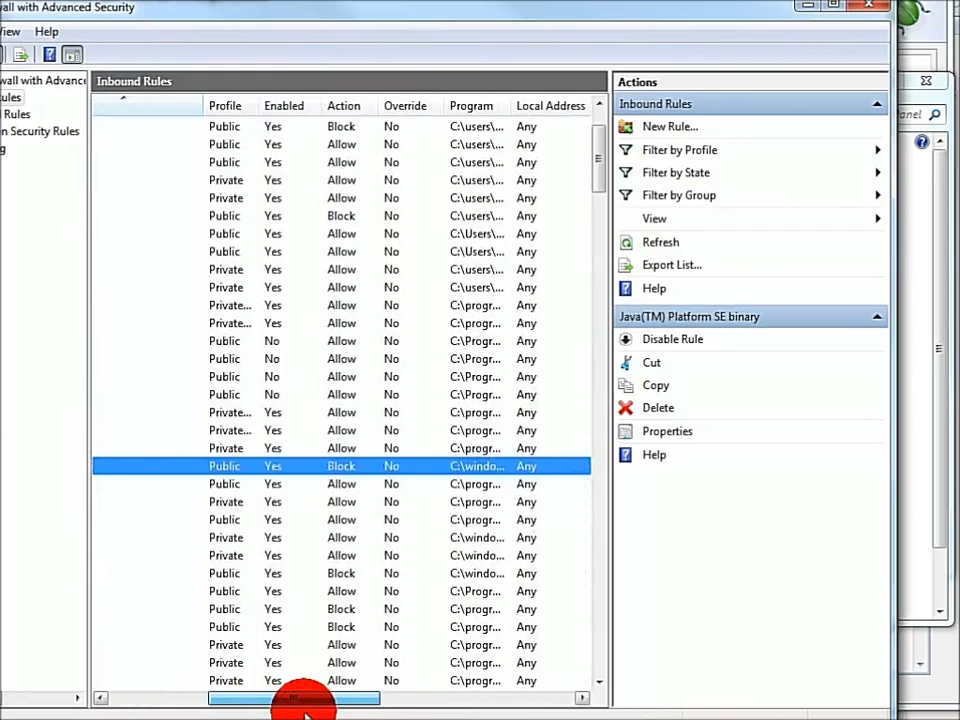 wall with Advanced Security
View Help
wall with Advance
ules
Rules
n Security Rules
g
Inbound Rules
Profile Enabled Action Override Program Local Address
Public Yes Block No C:\users\... Any
Public Yes Allow No C:\users\... Any
Public Yes Allow No C:\users\... Any
Private Yes Allow No C:\users\... Any
Private Yes Allow No C:\users\... Any
Public Yes Block No C:\users\... Any
Public Yes Allow No C:\Users\... Any
Public Yes Allow No C:\Users\... Any
Private Yes Allow No C:\users\... Any
Private Yes Allow No C:\users\... Any
Private... Yes Allow No C:\progr... Any
Private... Yes Allow No C:\progr... Any
Public No Allow No C:\Progr... Any
Public No Allow No C:\Progr... Any
Public No Allow No C:\Progr... Any
Public No Allow No C:\Progr... Any
Private... Yes Allow No C:\progr... Any
Private... Yes Allow No C:\progr... Any
Private Yes Allow No C:\progr... Any
Public Yes Block No C:\windo... Any
Public Yes Allow No C:\progr... Any
Private Yes Allow No C:\progr... Any
Public Yes Allow No C:\progr... Any
Private Yes Allow No C:\windo... Any
Private Yes Allow No C:\windo... Any
Public Yes Block No C:\windo... Any
Public Yes Allow No C:\Progr... Any
Public Yes Block No C:\progr... Any
Public Yes Block No C:\progr... Any
Private Yes Allow No C:\progr... Any
Private Yes Allow No C:\progr... Any
Private Yes Allow No C:\progr... Any
Actions
Inbound Rules
New Rule...
Filter by Profile
Filter by State
Filter by Group
View
Refresh
Export List...
Help
Java(TM) Platform SE binary
Disable Rule
Cut
Copy
Delete
Properties
Help
Panel